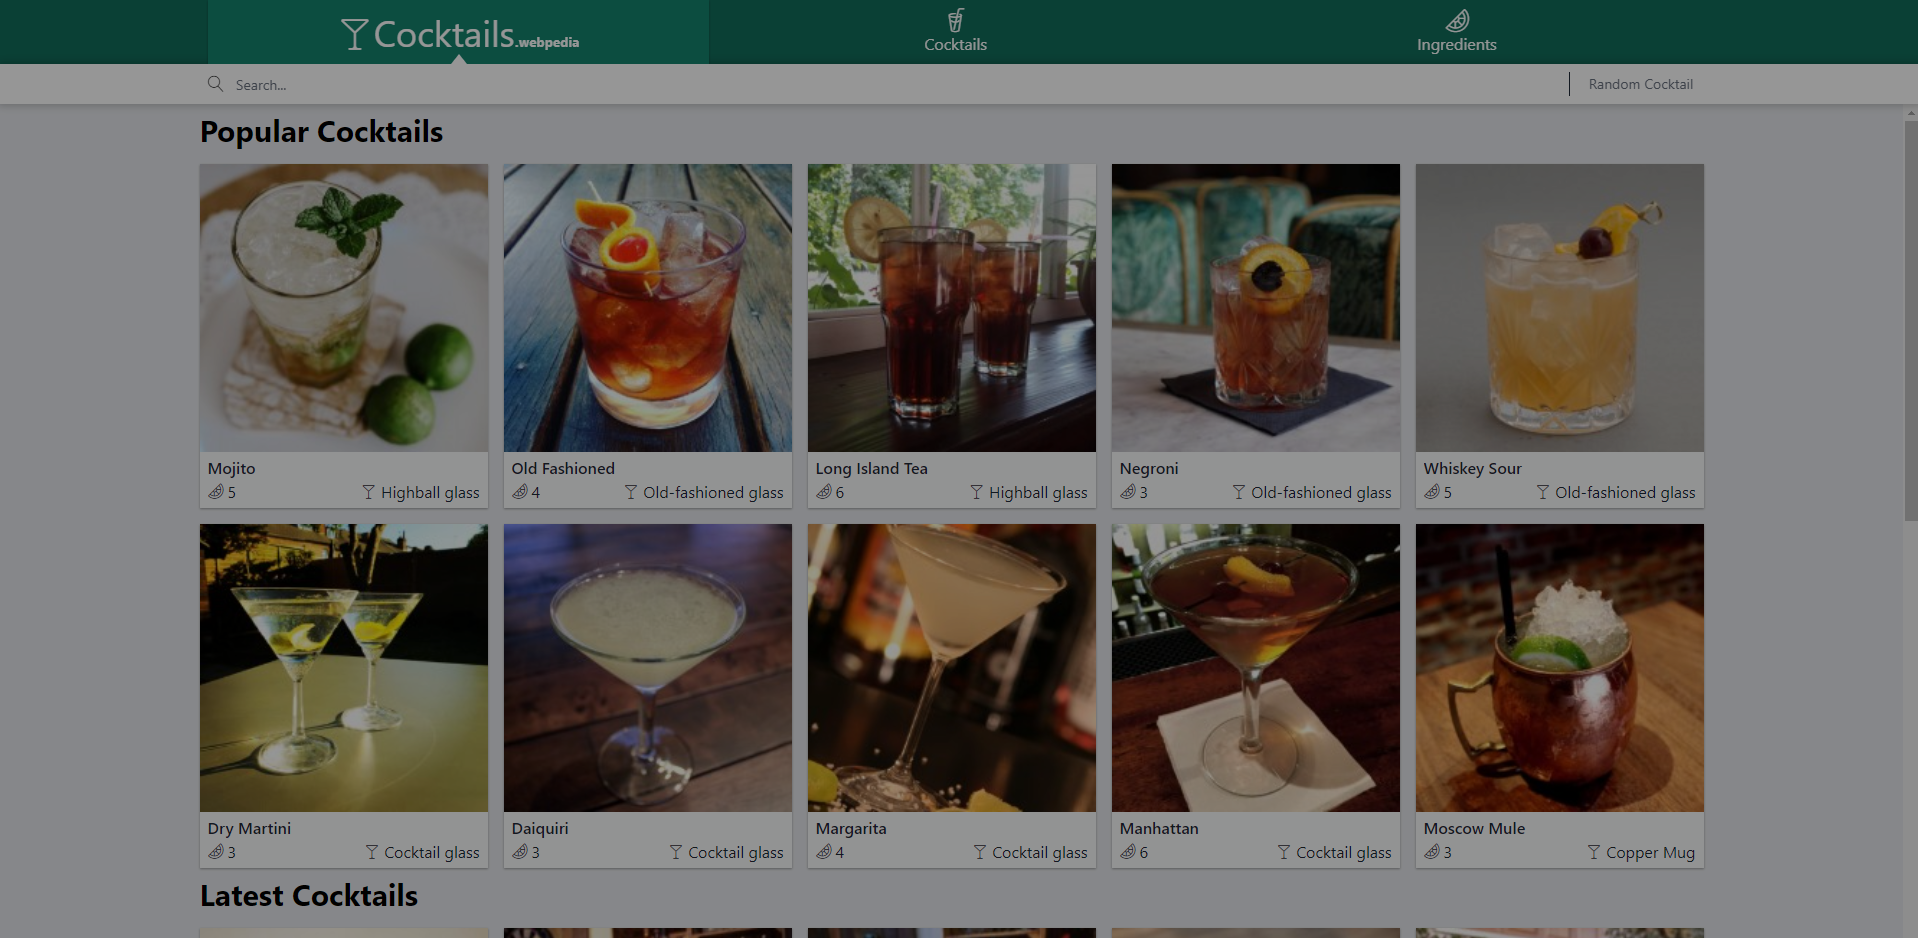 Cocktails.webpedia
Cocktails
Ingredients
Search...
Random Cocktail
Popular Cocktails
Mojito
5 Highball glass
Old Fashioned
4 Old-fashioned glass
Long Island Tea
6 Highball glass
Negroni
3 Old-fashioned glass
Whiskey Sour
5 Old-fashioned glass
Dry Martini
3 Cocktail glass
Daiquiri
3 Cocktail glass
Margarita
4 Cocktail glass
Manhattan
6 Cocktail glass
Moscow Mule
3 Copper Mug
Latest Cocktails